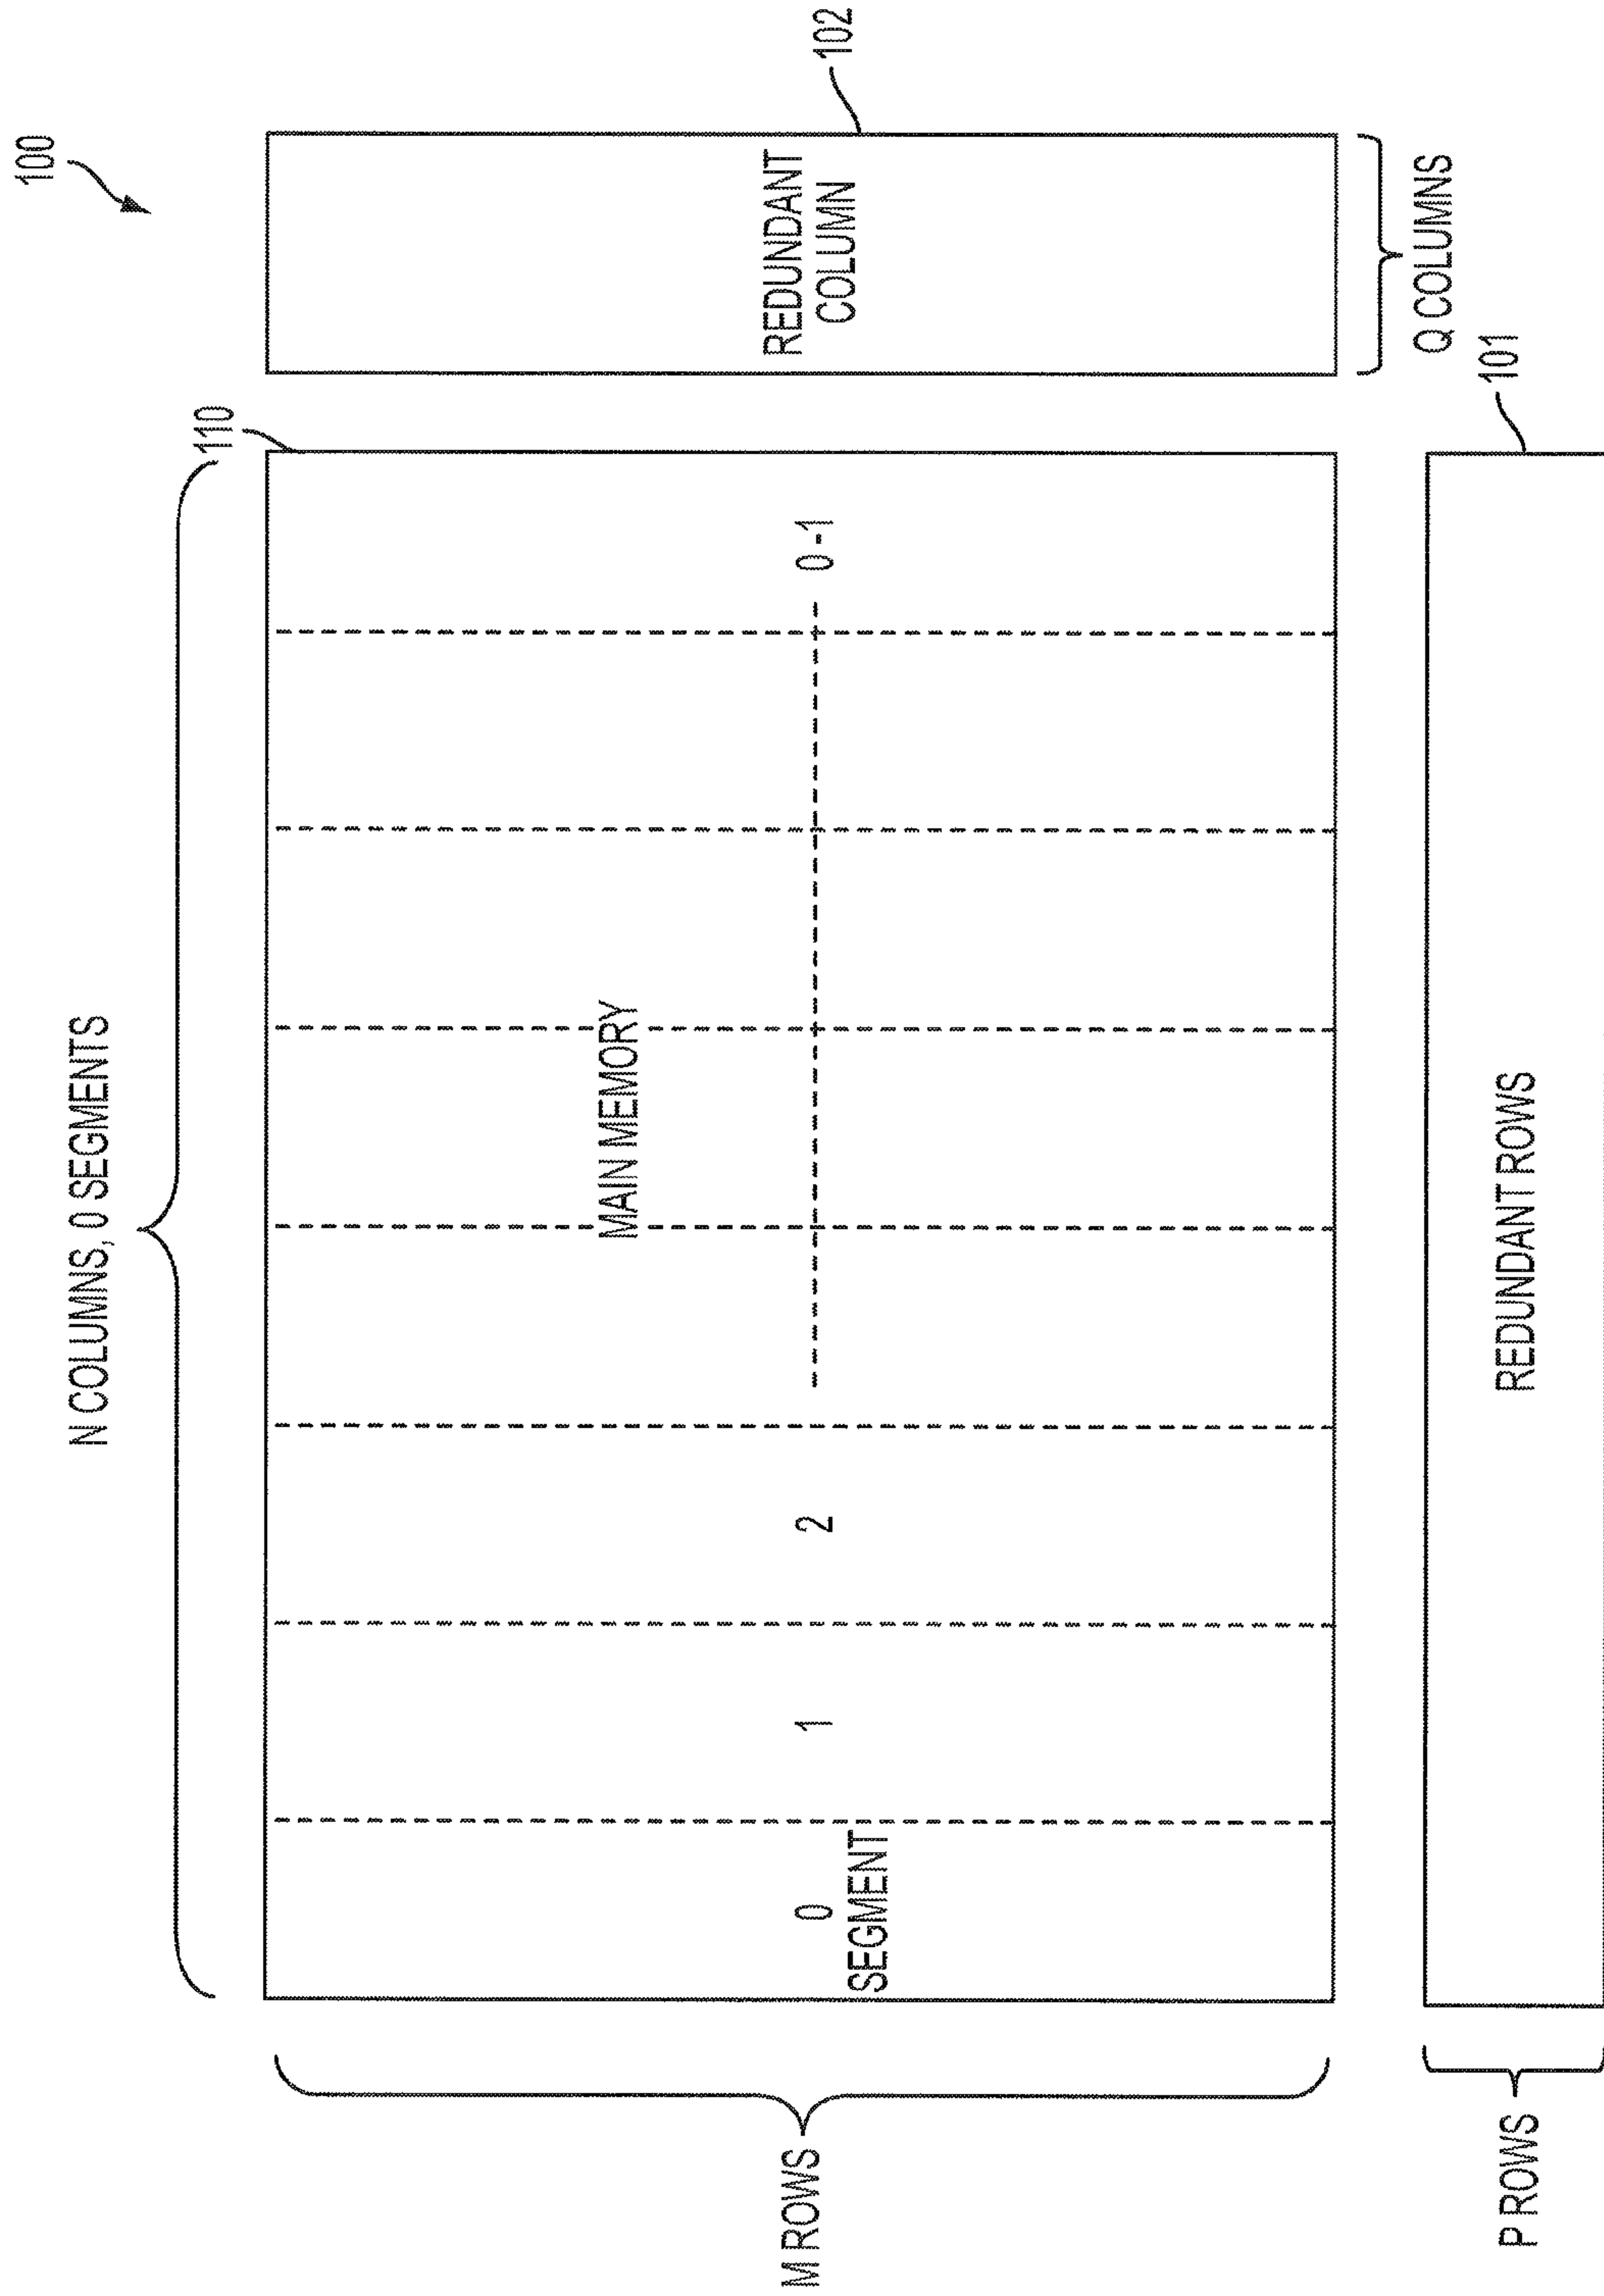 100
N COLUMNS, 0 SEGMENTS
110
MAIN MEMORY
0
SEGMENT
1
2
0-1
REDUNDANT
COLUMN
102
M ROWS
Q COLUMNS
101
REDUNDANT ROWS
P ROWS